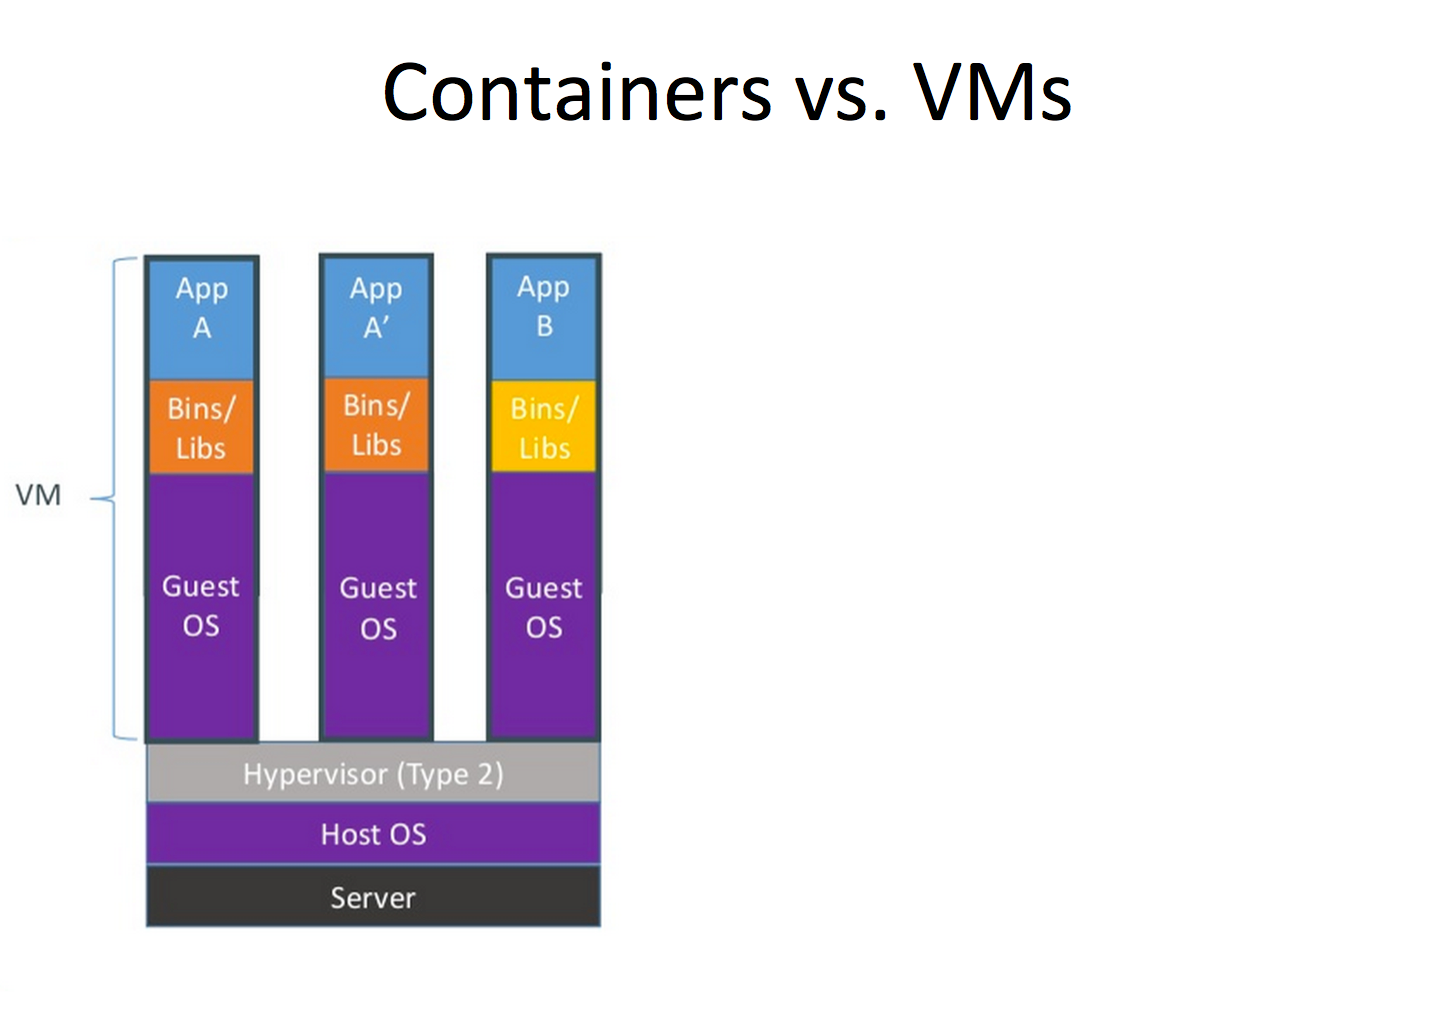 Containers vs. VMs
App
A
Bins/
Libs
Guest
OS
App
A’
Bins/
Libs
Guest
OS
App
B
Bins/
Libs
Guest
OS
VM
Hypervisor (Type 2)
Host OS
Server